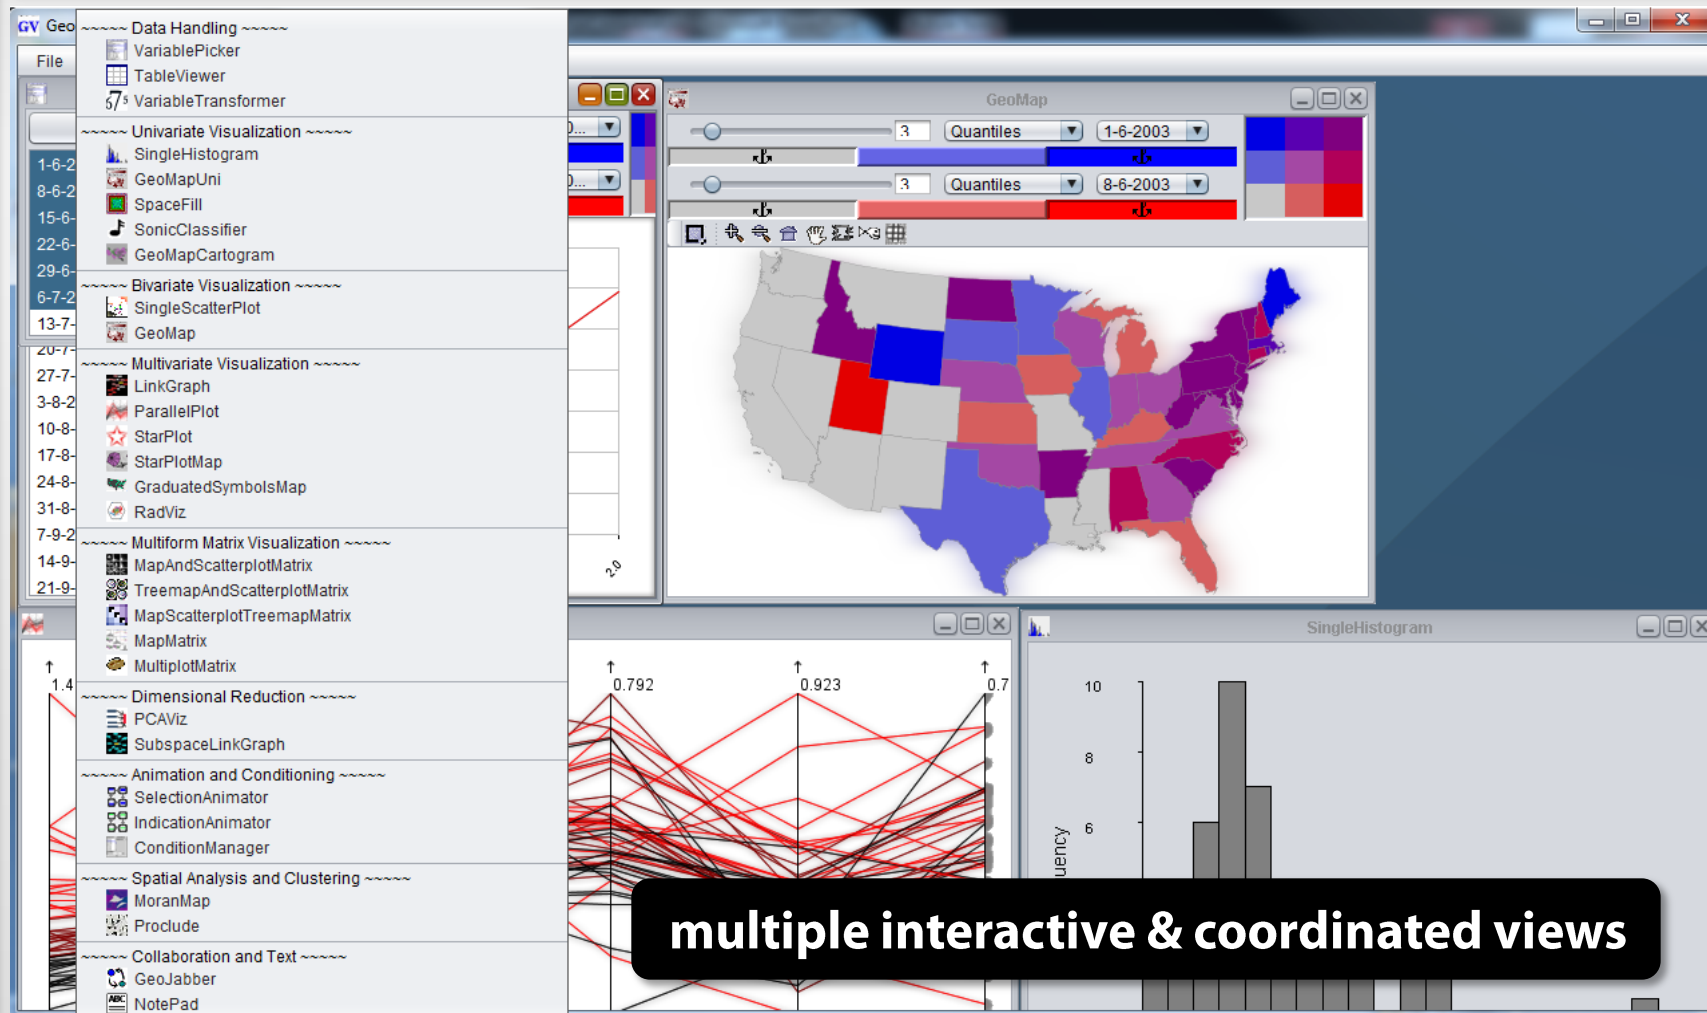 GV Geo
File
~~~~~ Data Handling ~~~~~
VariablePicker
TableViewer
VariableTransformer
~~~~~ Univariate Visualization ~~~~~
SingleHistogram
GeoMapUni
SpaceFill
SonicClassifier
GeoMapCartogram
~~~~~ Bivariate Visualization ~~~~~
SingleScatterPlot
GeoMap
~~~~~ Multivariate Visualization ~~~~~
LinkGraph
ParallelPlot
StarPlot
StarPlotMap
GraduatedSymbolsMap
RadViz
~~~~~ Multiform Matrix Visualization ~~~~~
MapAndScatterplotMatrix
TreemapAndScatterplotMatrix
MapScatterplotTreemapMatrix
MapMatrix
MultiplotMatrix
~~~~~ Dimensional Reduction ~~~~~
PCAViz
SubspaceLinkGraph
~~~~~ Animation and Conditioning ~~~~~
SelectionAnimator
IndicationAnimator
ConditionManager
~~~~~ Spatial Analysis and Clustering ~~~~~
MoranMap
Proclude
~~~~~ Collaboration and Text ~~~~~
GeoJabber
NotePad
1-6-2
8-6-2
15-6-
22-6-
29-6-
6-7-2
13-7-
20-7-
27-7-
3-8-2
10-8-
17-8-
24-8-
31-8-
7-9-2
14-9-
21-9-
0...
0...
2.0
GeoMap
3 Quantiles 1-6-2003
3 Quantiles 8-6-2003
1.4
0.792
0.923
0.7
SingleHistogram
10
8
6
uency
multiple interactive & coordinated views